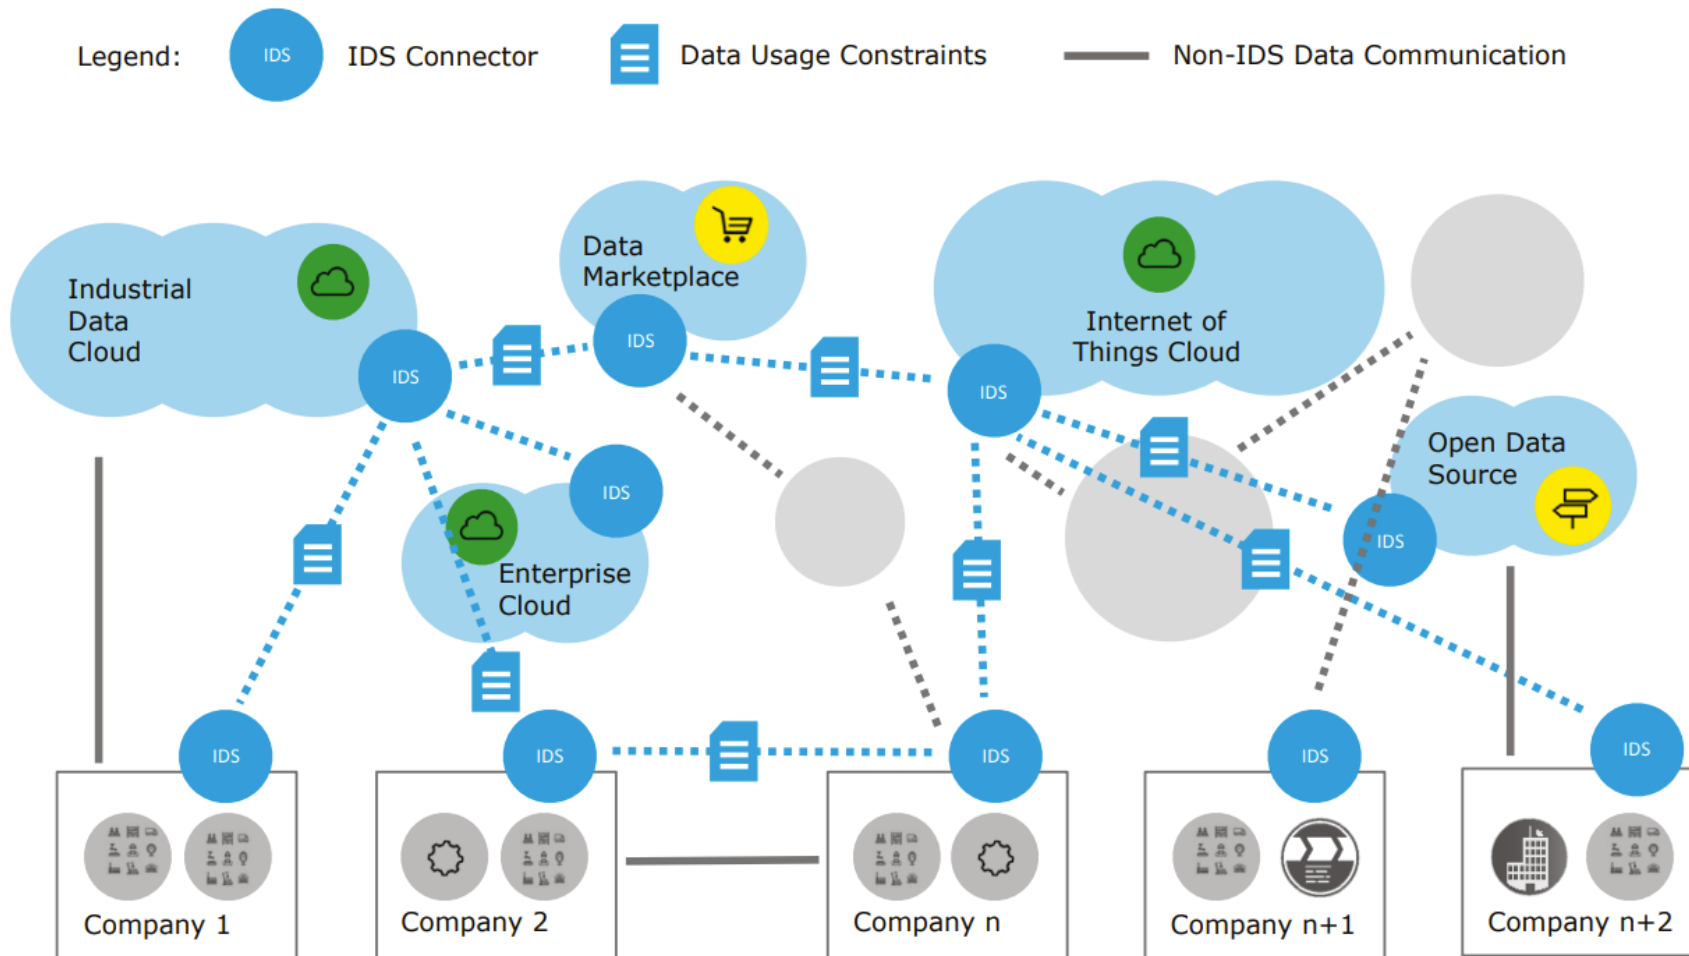 Legend:
IDS
IDS Connector
Data Usage Constraints
Non-IDS Data Communication
Industrial
Data
Cloud
IDS
Data
Marketplace
IDS
Internet of
Things Cloud
IDS
Open Data
Source
IDS
Enterprise
Cloud
IDS
IDS
Company 1
IDS
Company 2
IDS
Company n
IDS
Company n+1
IDS
Company n+2